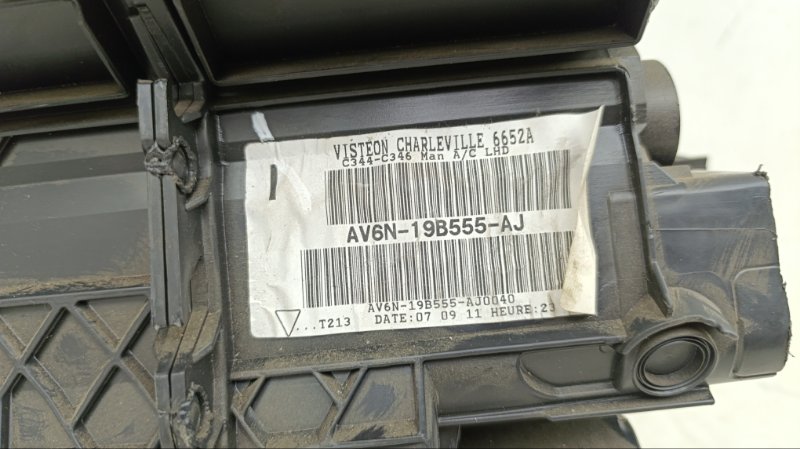 VISTEON CHARLEVILLE 6652A
C344-C346 Man A/C LHD
AV6N-19B555-AJ
AV6N-19B555-AJ0040
...T213 DATE:07 09 11 HEURE:23